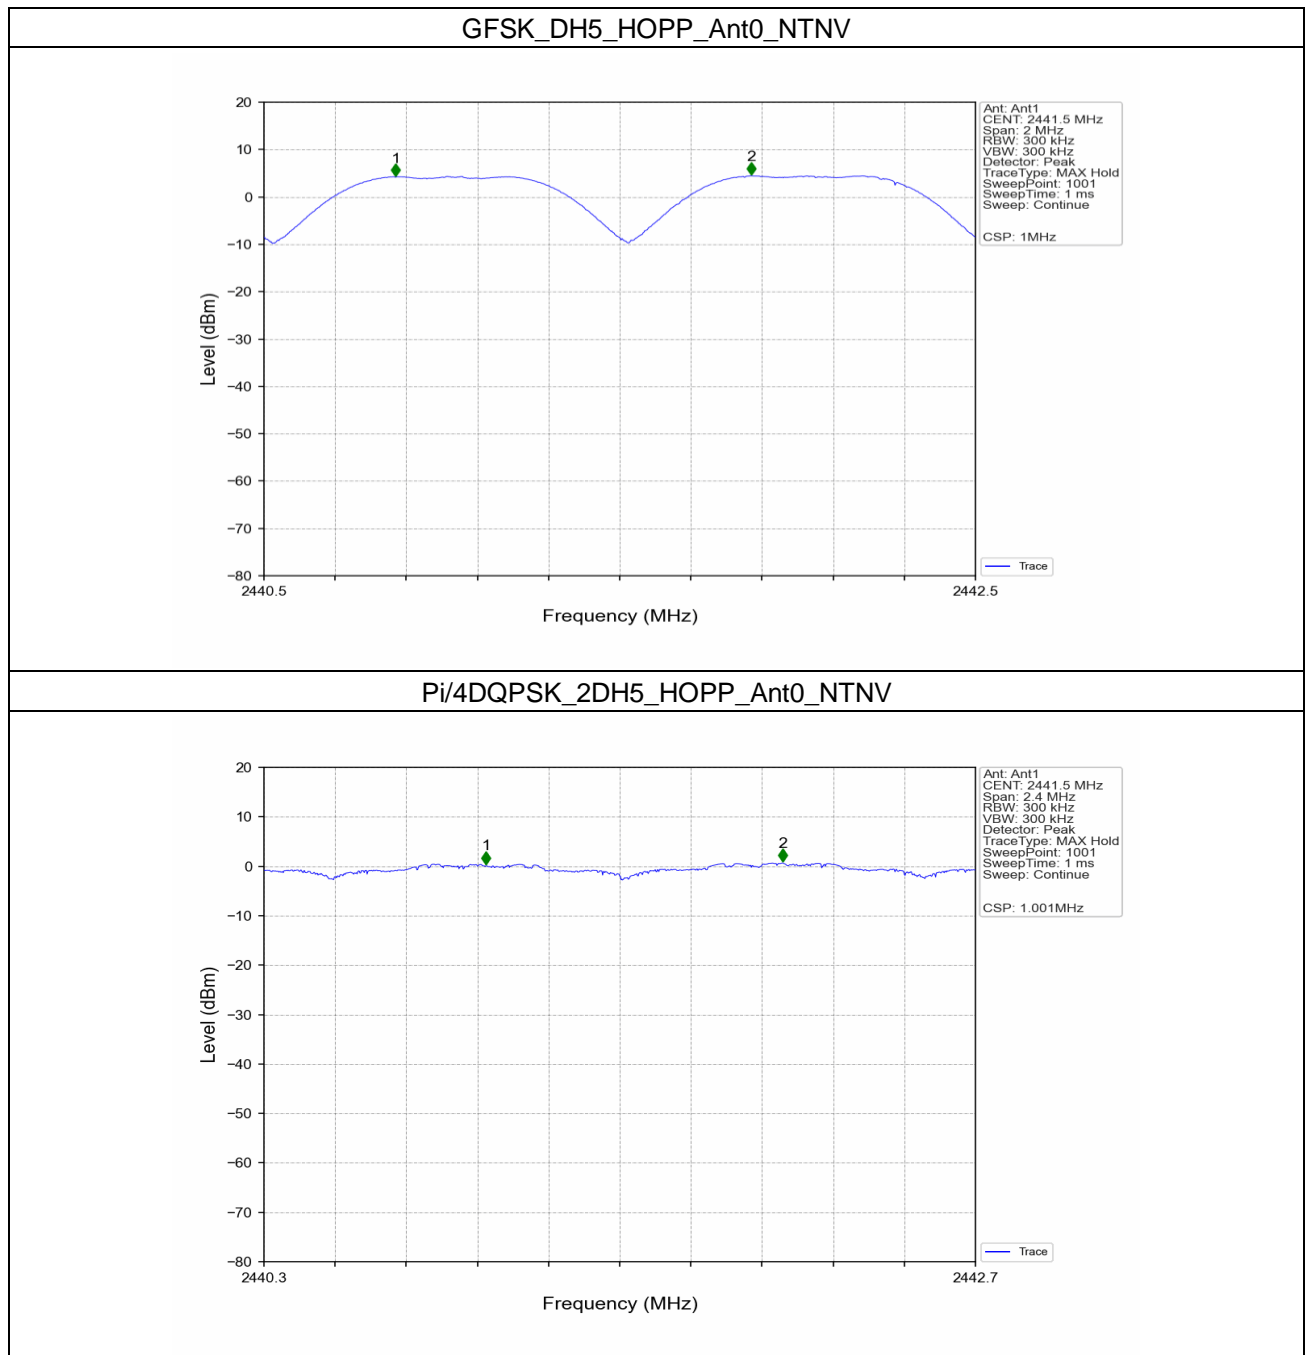 GFSK_DH5_HOPP_Ant0_NTNV
20
10
0
−10
−20
−30
−40
−50
−60
−70
−80
Level (dBm)
1
2
2440.5
2442.5
Frequency (MHz)
Ant: Ant1
CENT: 2441.5 MHz
Span: 2 MHz
RBW: 300 kHz
VBW: 300 kHz
Detector: Peak
TraceType: MAX Hold
SweepPoint: 1001
SweepTime: 1 ms
Sweep: Continue
CSP: 1MHz
Trace
Pi/4DQPSK_2DH5_HOPP_Ant0_NTNV
20
10
0
−10
−20
−30
−40
−50
−60
−70
−80
Level (dBm)
1
2
2440.3
2442.7
Frequency (MHz)
Ant: Ant1
CENT: 2441.5 MHz
Span: 2.4 MHz
RBW: 300 kHz
VBW: 300 kHz
Detector: Peak
TraceType: MAX Hold
SweepPoint: 1001
SweepTime: 1 ms
Sweep: Continue
CSP: 1.001MHz
Trace